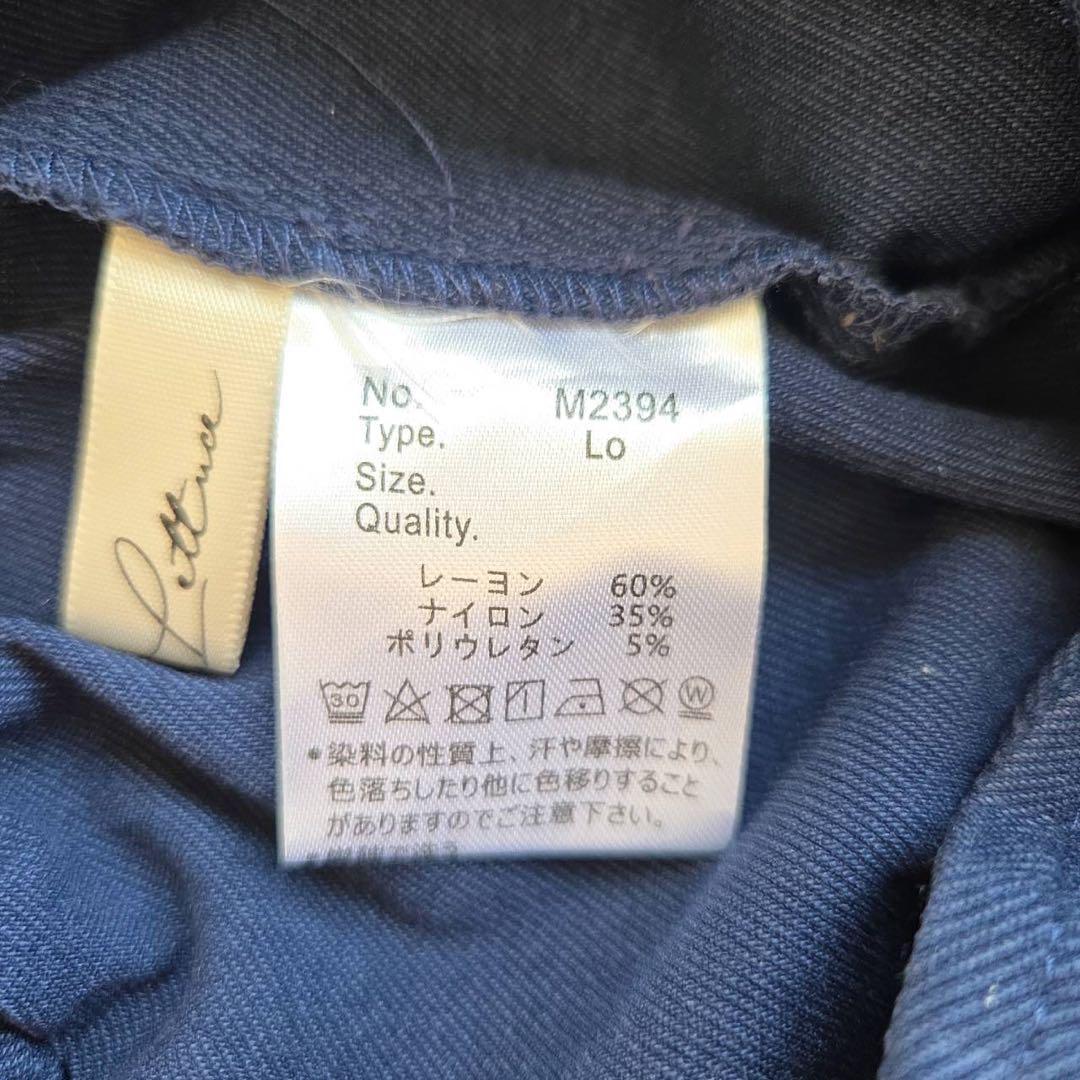 Lettuce
No. M2394
Type. Lo
Size.
Quality.
レーヨン 60%
ナイロン 35%
ポリウレタン 5%
30
W
*染料の性質上、汗や摩擦により、
色落ちしたり他に色移りすること
がありますのでご注意下さい。